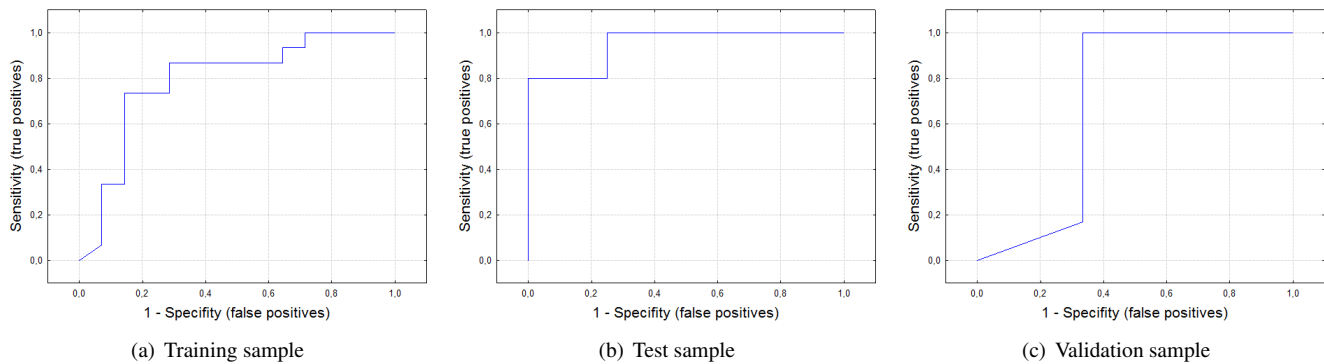 Sensitivity (true positives)
1,0
0,8
0,6
0,4
0,2
0,0
0,0 0,2 0,4 0,6 0,8 1,0
1 - Specifity (false positives)
(a) Training sample
Sensitivity (true positives)
1,0
0,8
0,6
0,4
0,2
0,0
0,0 0,2 0,4 0,6 0,8 1,0
1 - Specifity (false positives)
(b) Test sample
Sensitivity (true positives)
1,0
0,8
0,6
0,4
0,2
0,0
0,0 0,2 0,4 0,6 0,8 1,0
1 - Specifity (false positives)
(c) Validation sample